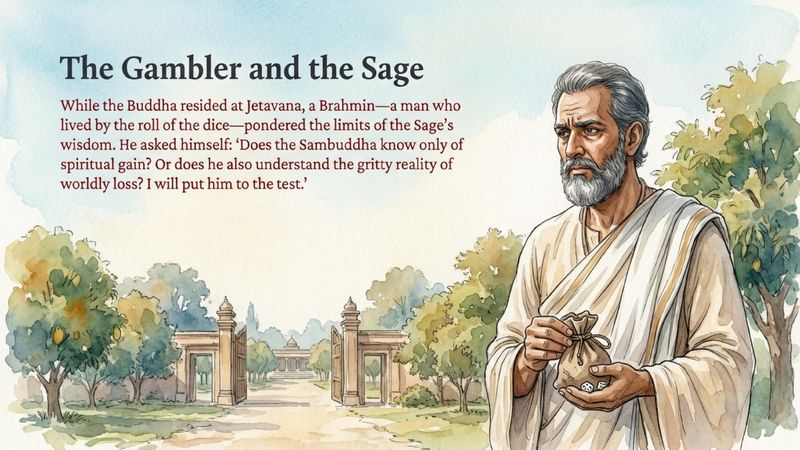 The Gambler and the Sage
While the Buddha resided at Jetavana, a Brahmin—a man who
lived by the roll of the dice—pondered the limits of the Sage’s
wisdom. He asked himself: ‘Does the Sambuddha know only of
spiritual gain? Or does he also understand the gritty reality of
worldly loss? I will put him to the test.’